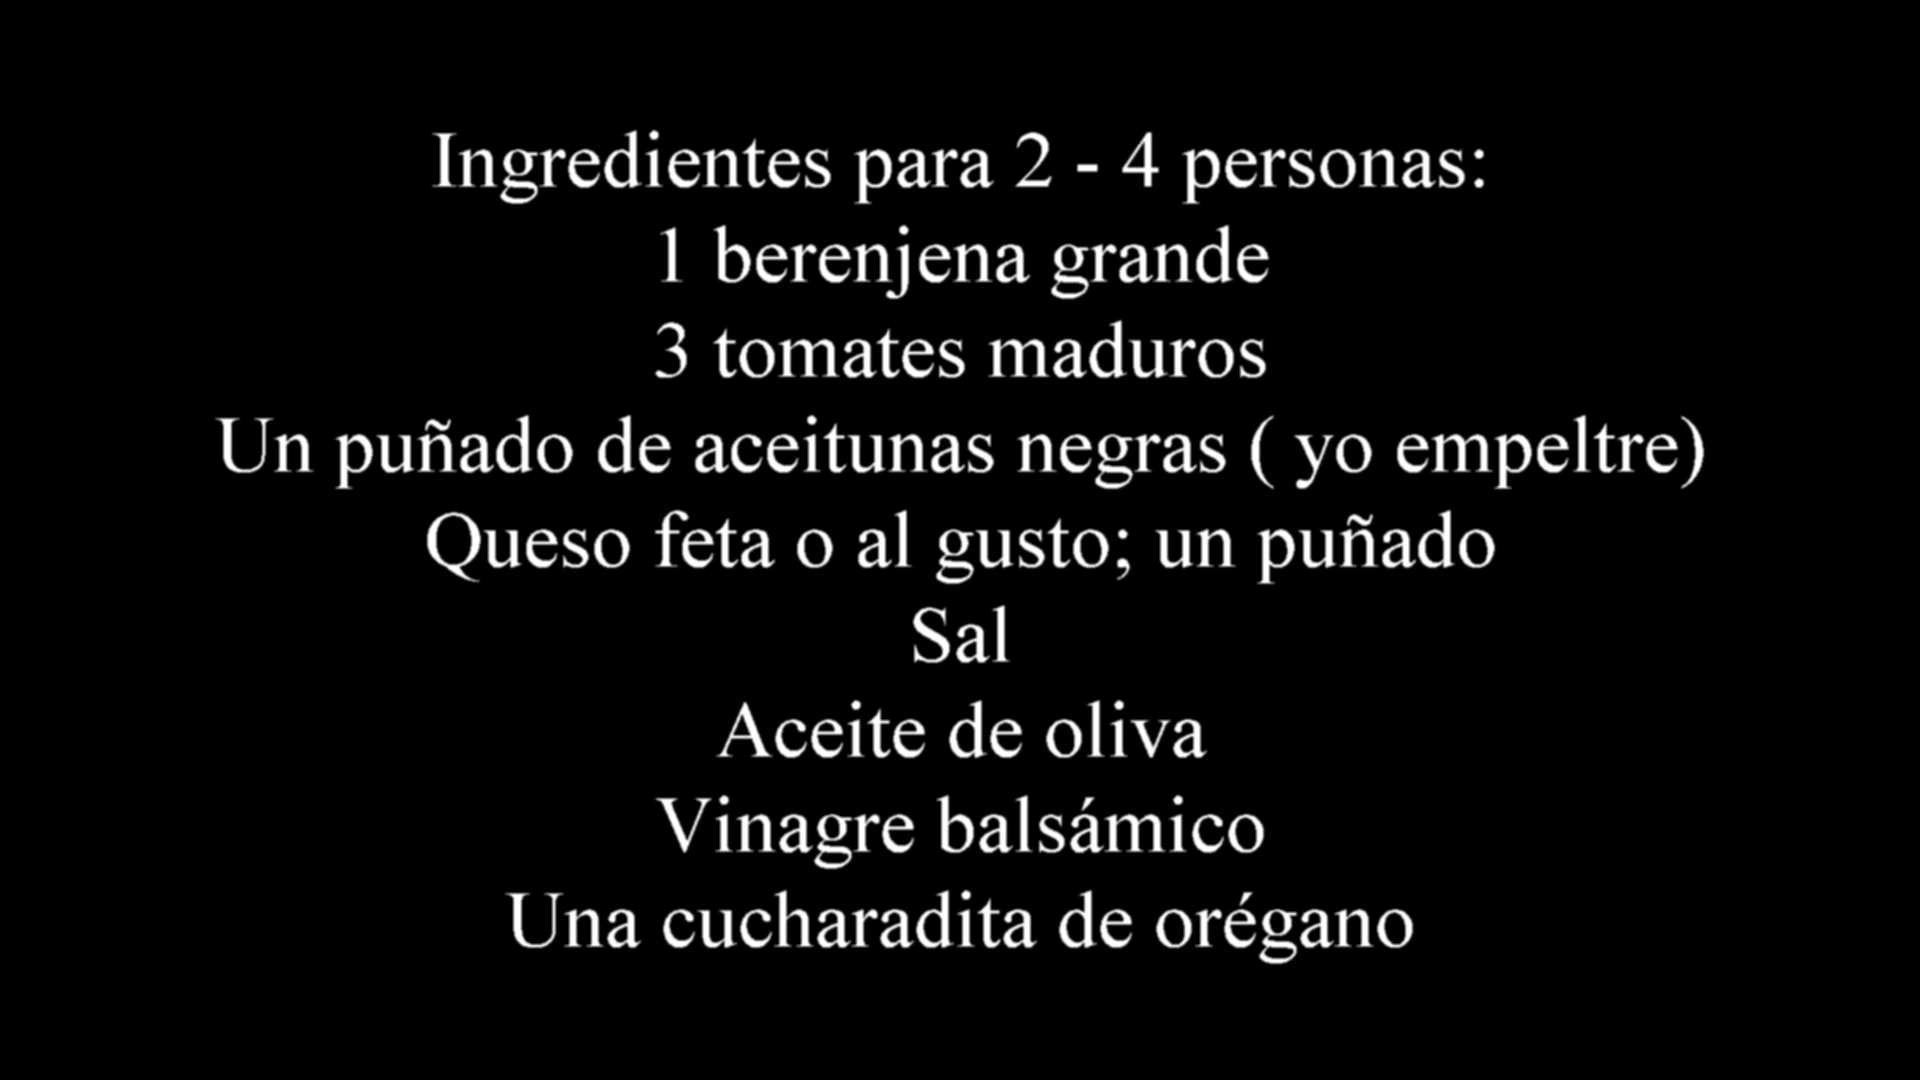 Ingredientes para 2 - 4 personas:
1 berenjena grande
3 tomates maduros
Un puñado de aceitunas negras ( yo empeltre)
Queso feta o al gusto; un puñado
Sal
Aceite de oliva
Vinagre balsámico
Una cucharadita de orégano